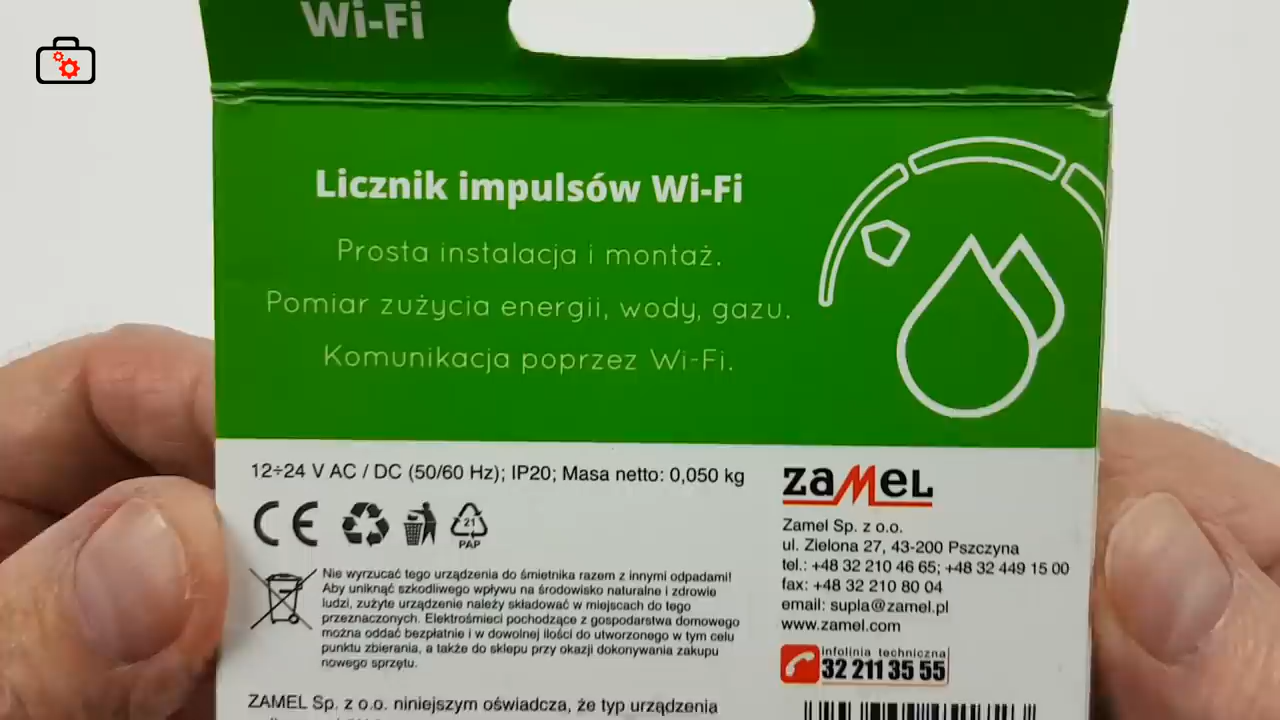 Wi-Fi
Licznik impulsów Wi-Fi
Prosta instalacja i montaż.
Pomiar zużycia energii, wody, gazu.
Komunikacja poprzez Wi-Fi.
12÷24 V AC / DC (50/60 Hz); IP20; Masa netto: 0,050 kg
CE
21
PAP
Nie wyrzucać tego urządzenia do śmietnika razem z innymi odpadami!
Aby uniknąć szkodliwego wpływu na środowisko naturalne i zdrowie
ludzi, zużyte urządzenie należy składować w miejscach do tego
przeznaczonych. Elektrośmieci pochodzące z gospodarstwa domowego
można oddać bezpłatnie i w dowolnej ilości do utworzonego w tym celu
punktu zbierania, a także do sklepu przy okazji dokonywania zakupu
nowego sprzętu.
ZAMEL Sp. z o.o. niniejszym oświadcza, że typ urządzenia
zamel
Zamel Sp. z o.o.
ul. Zielona 27, 43-200 Pszczyna
tel.: +48 32 210 46 65; +48 32 449 15 00
fax: +48 32 210 80 04
email: supla@zamel.pl
www.zamel.com
infolinia techniczna
32 211 35 55